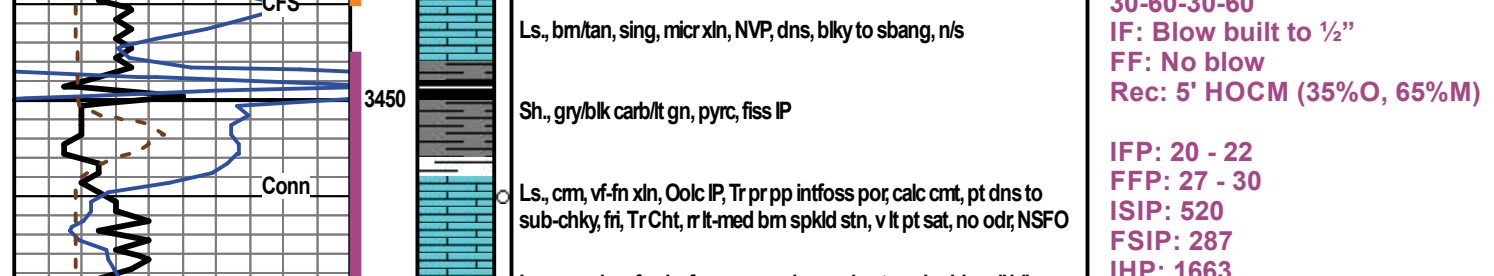 CFS
3450
Conn
Ls., brn/tan, sing, micr xln, NVP, dns, blky to sbang, n/s
Sh., gry/blk carb/lt gn, pyrc, fiss IP
Ls., crm, vf-fn xln, Oolc IP, Tr pr pp intfoss por, calc cmt, pt dns to
sub-chky, fri, Tr Cht, rr lt-med brn spkld stn, v lt pt sat, no odr, NSFO
30-60-30-60
IF: Blow built to ½”
FF: No blow
Rec: 5' HOCM (35%O, 65%M)
IFP: 20 - 22
FFP: 27 - 30
ISIP: 520
FSIP: 287
IHP: 1663